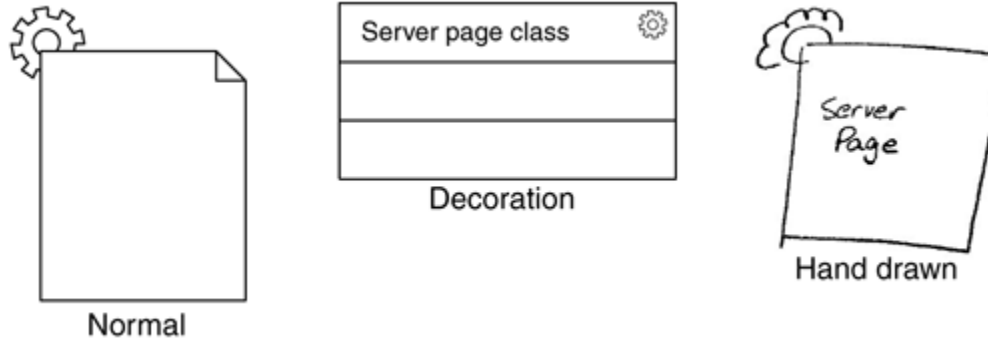 Server page class
Server
Page
Decoration
Hand drawn
Normal